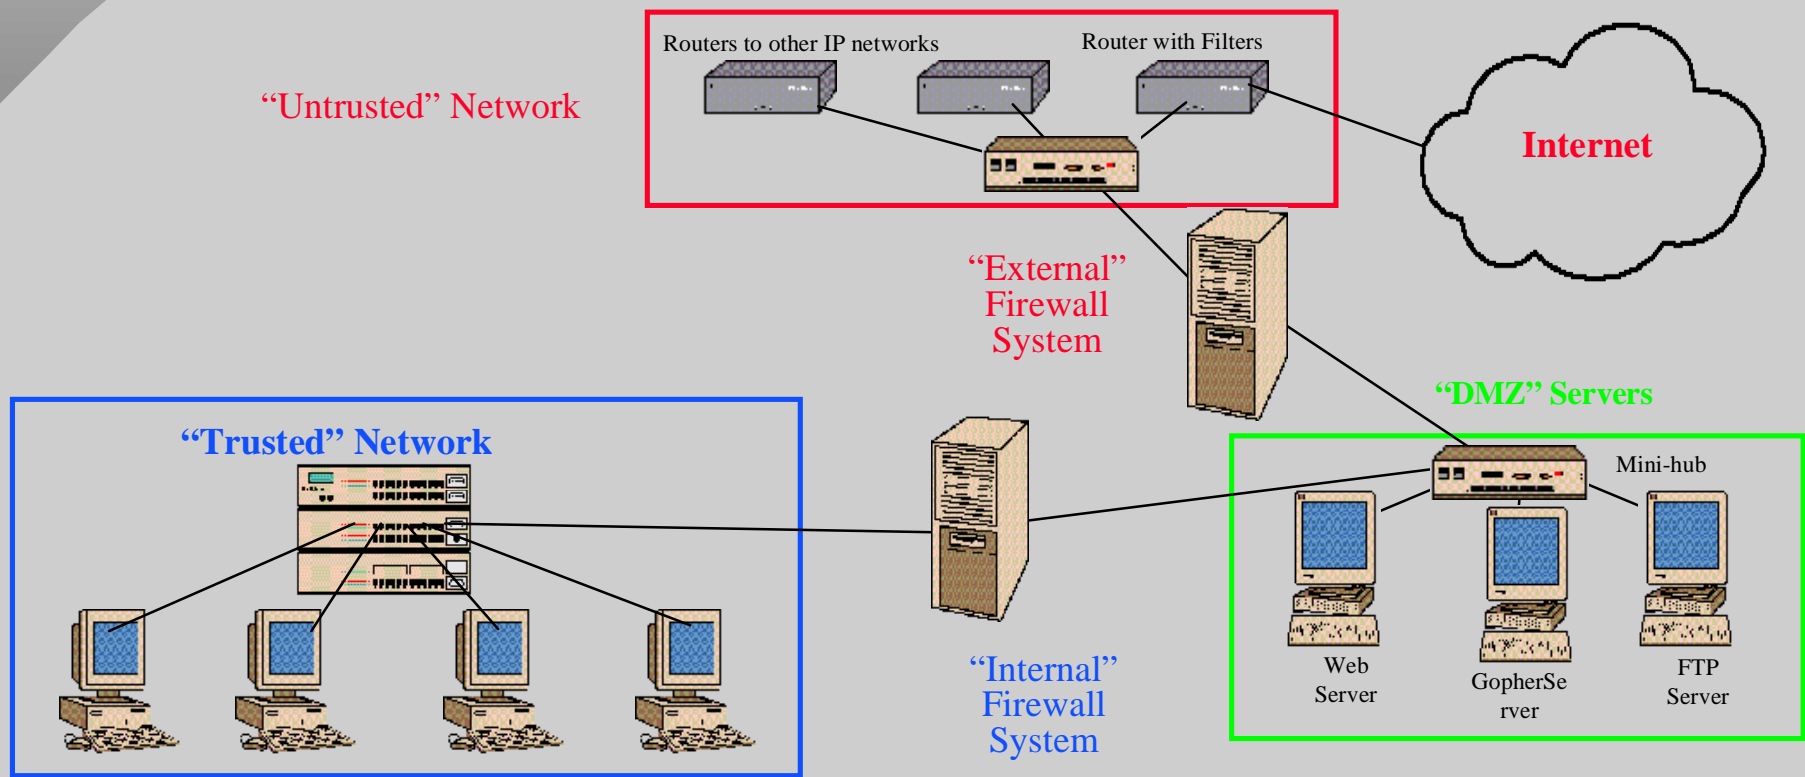 Routers to other IP networks
Router with Filters
“Untrusted” Network
Internet
“External”
Firewall
System
“DMZ” Servers
“Trusted” Network
Mini-hub
“Internal”
Firewall
System
Web
Server
GopherSe
rver
FTP
Server